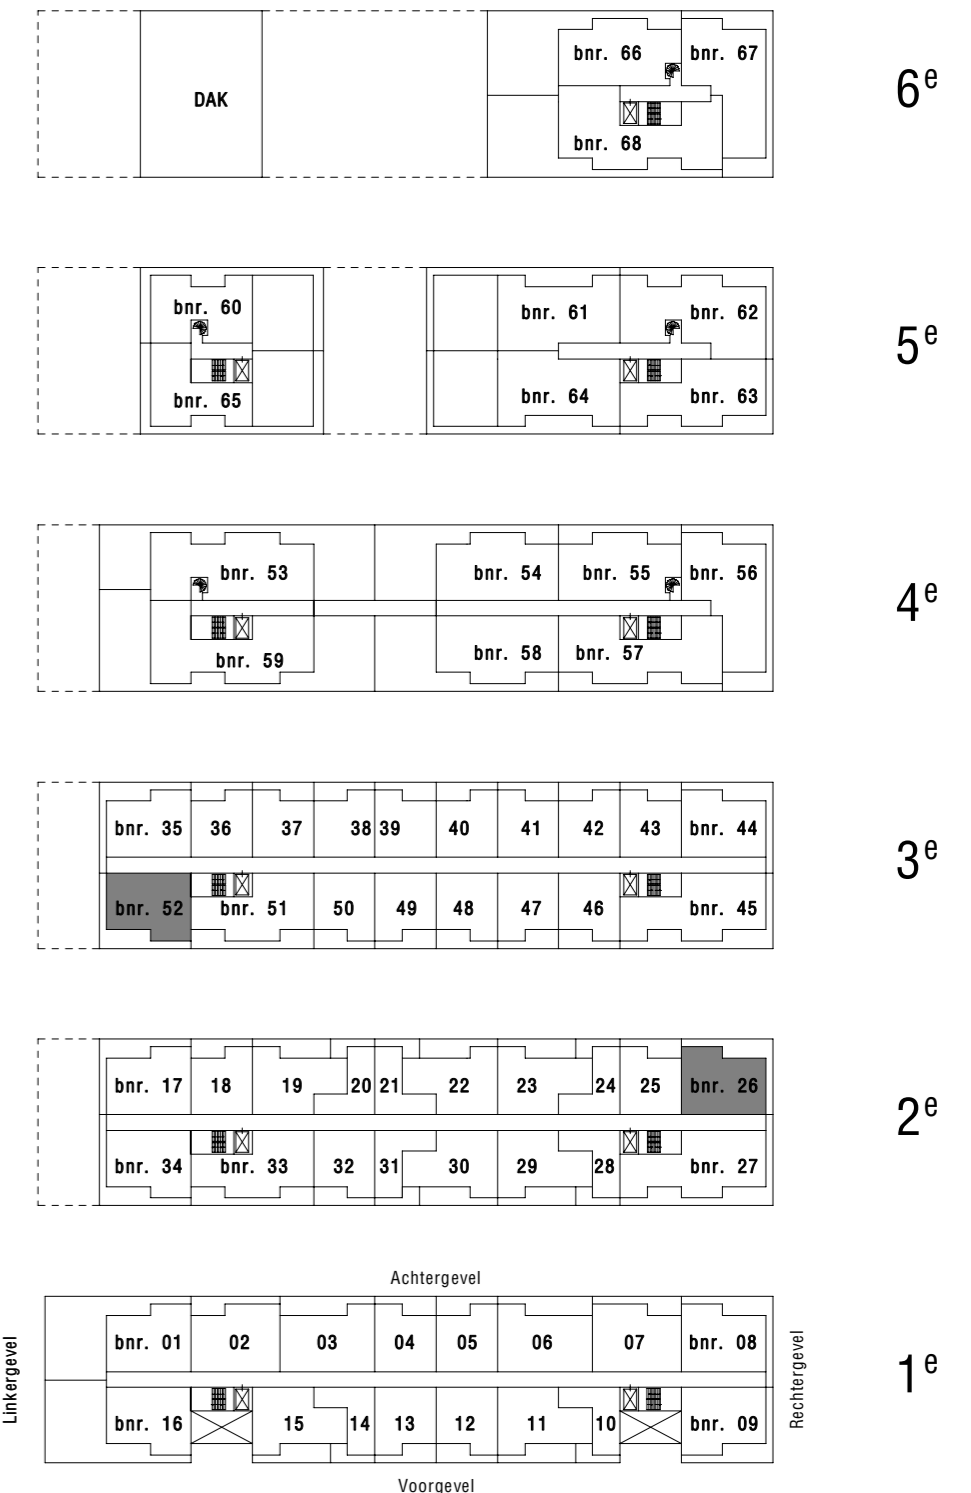 bnr. 66 bnr. 67
DAK
6e
bnr. 68
bnr. 60 bnr. 61 bnr. 62
5e
bnr. 65 bnr. 64 bnr. 63
bnr. 53 bnr. 54 bnr. 55 bnr. 56
4e
bnr. 59 bnr. 58 bnr. 57
bnr. 35 36 37 38 39 40 41 42 43 bnr. 44
3e
bnr. 52 bnr. 51 50 49 48 47 46 bnr. 45
bnr. 17 18 19 20 21 22 23 24 25 bnr. 26
2e
bnr. 34 bnr. 33 32 31 30 29 28 bnr. 27
Achtergevel
bnr. 01 02 03 04 05 06 07 bnr. 08
Linkergevel
Rechtergevel
1e
bnr. 16 15 14 13 12 11 10 bnr. 09
Voorgevel